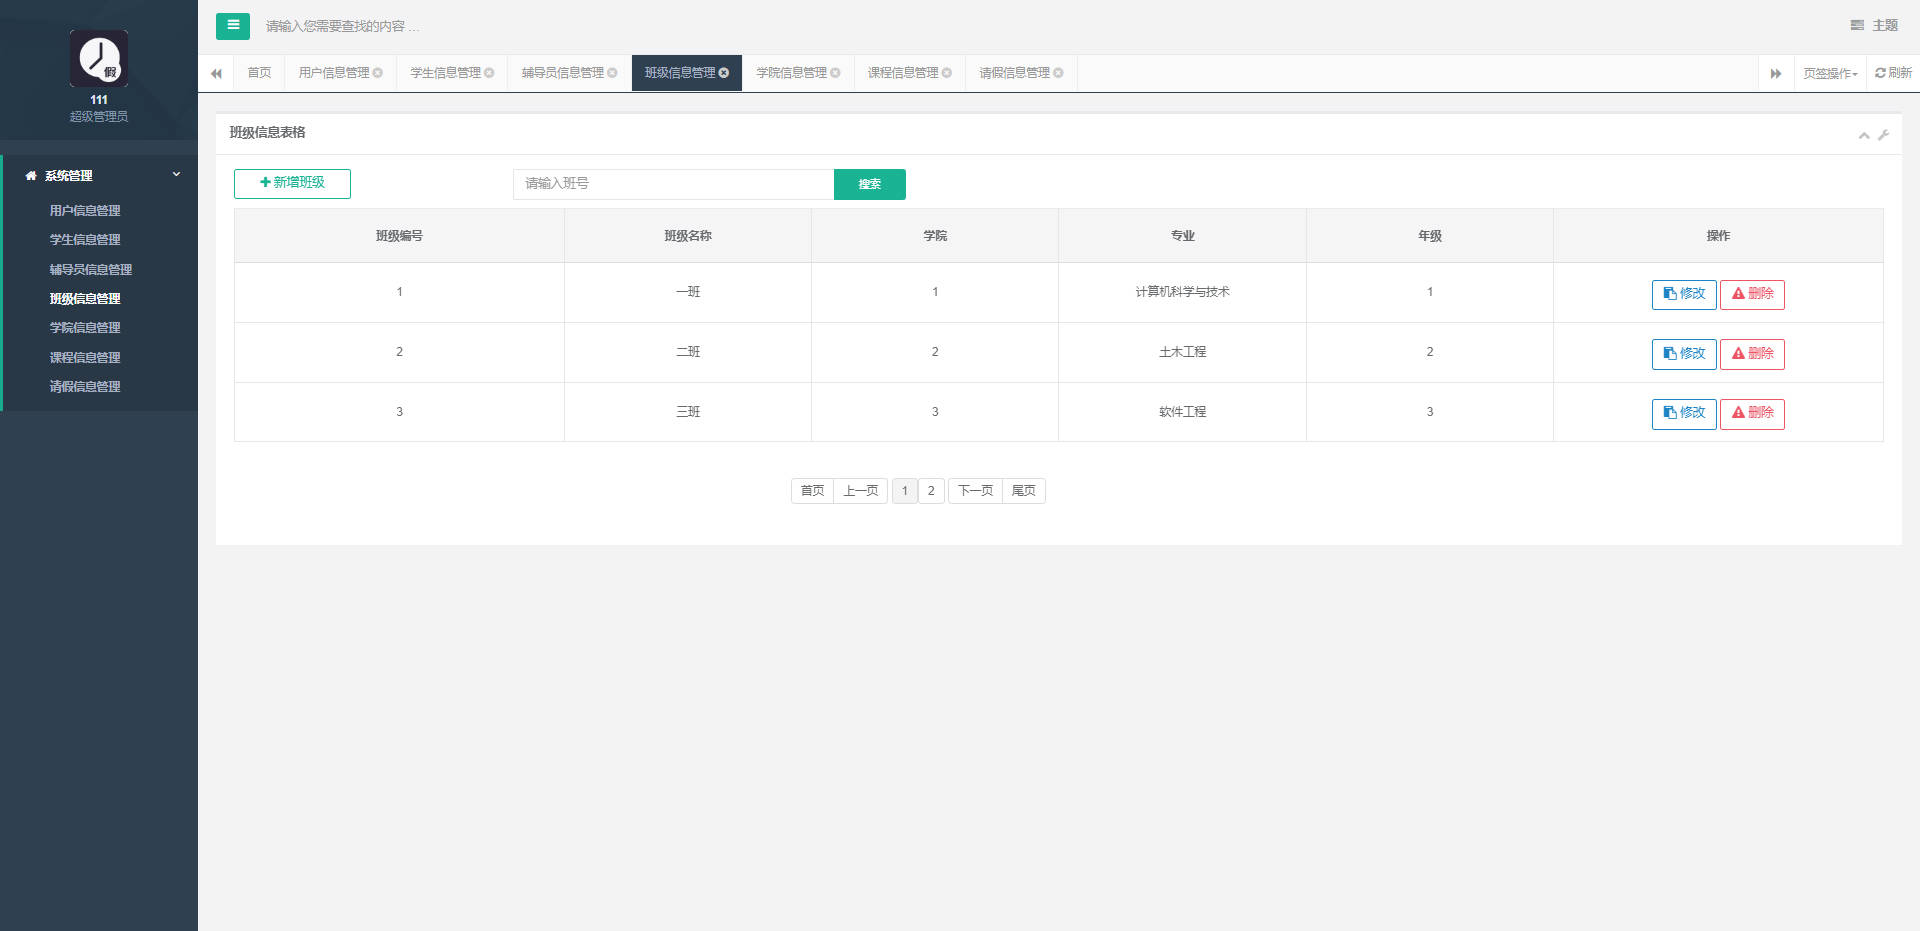 请输入您需要查找的内容 ...
主题
假
111
超级管理员
首页
用户信息管理
学生信息管理
辅导员信息管理
班级信息管理
学院信息管理
课程信息管理
请假信息管理
页签操作
刷新
系统管理
用户信息管理
学生信息管理
辅导员信息管理
班级信息管理
学院信息管理
课程信息管理
请假信息管理
班级信息表格
新增班级
请输入班号
搜索
班级编号 班级名称 学院 专业 年级 操作
1 一班 1 计算机科学与技术 1 修改 删除
2 二班 2 土木工程 2 修改 删除
3 三班 3 软件工程 3 修改 删除
首页 上一页 1 2 下一页 尾页